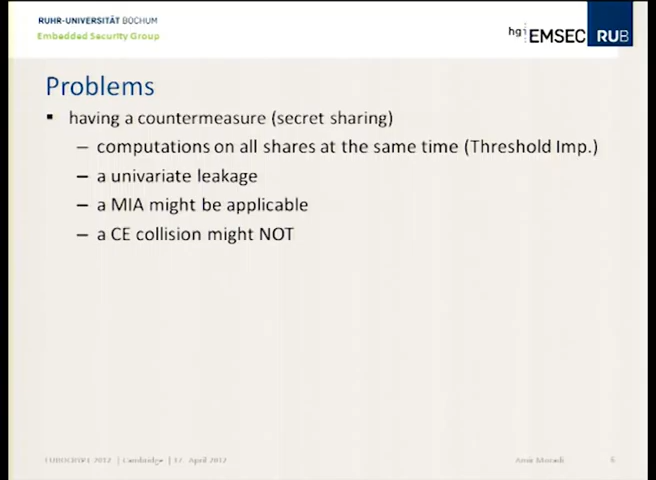 RUHR-UNIVERSITÄT BOCHUM
Embedded Security Group
hgi EMSEC RUB
Problems
having a countermeasure (secret sharing)
– computations on all shares at the same time (Threshold Imp.)
– a univariate leakage
– a MIA might be applicable
– a CE collision might NOT
EUROCRYPT 2012 | Cambridge | 17. April 2012
Amir Moradi
6